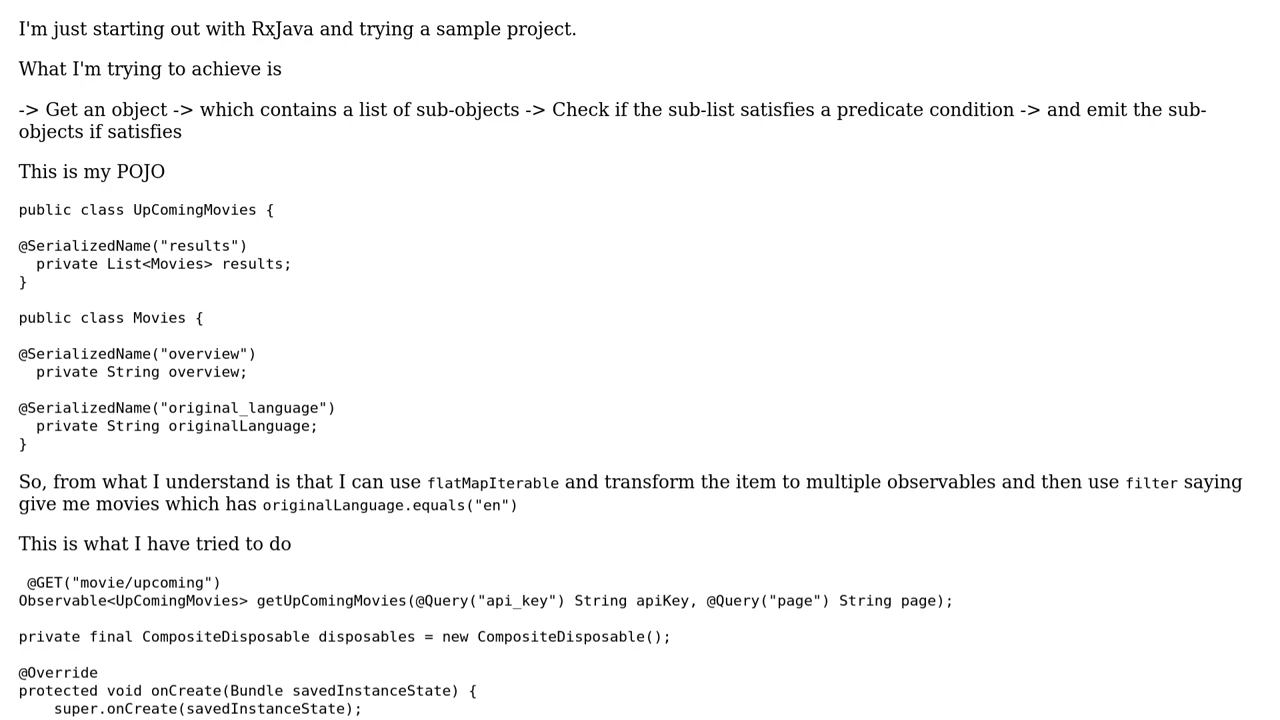 I'm just starting out with RxJava and trying a sample project.
What I'm trying to achieve is
-> Get an object -> which contains a list of sub-objects -> Check if the sub-list satisfies a predicate condition -> and emit the sub-
objects if satisfies
This is my POJO
public class UpComingMovies {
@SerializedName("results")
  private List<Movies> results;
}
public class Movies {
@SerializedName("overview")
  private String overview;
@SerializedName("original_language")
  private String originalLanguage;
}
So, from what I understand is that I can use flatMapIterable and transform the item to multiple observables and then use filter saying
give me movies which has originalLanguage.equals("en")
This is what I have tried to do
 @GET("movie/upcoming")
Observable<UpComingMovies> getUpComingMovies(@Query("api_key") String apiKey, @Query("page") String page);
private final CompositeDisposable disposables = new CompositeDisposable();
@Override
protected void onCreate(Bundle savedInstanceState) {
    super.onCreate(savedInstanceState);